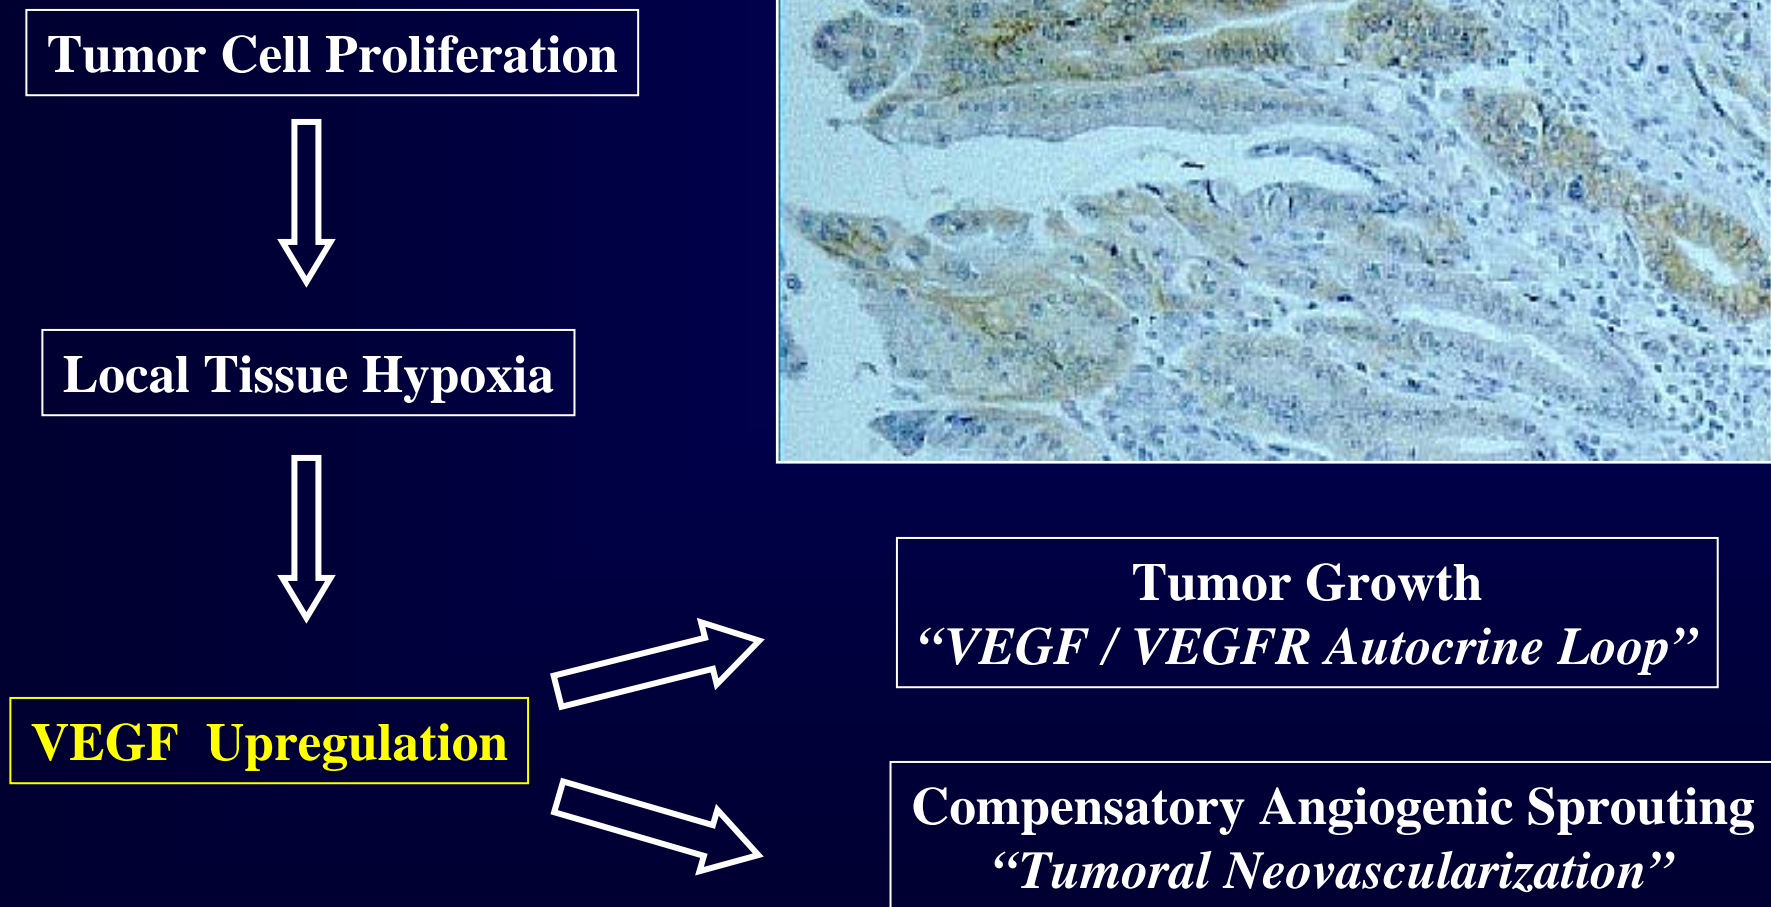 Tumor Cell Proliferation
Local Tissue Hypoxia
VEGF Upregulation
Tumor Growth
“VEGF / VEGFR Autocrine Loop”
Compensatory Angiogenic Sprouting
“Tumoral Neovascularization”